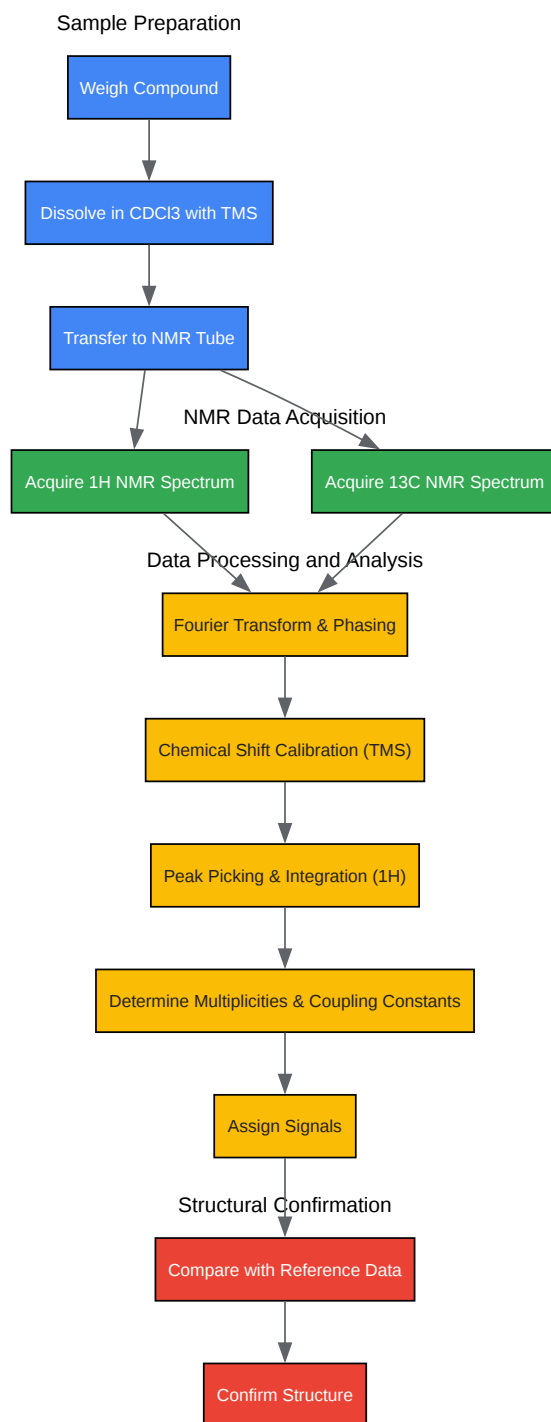 Sample Preparation
Weigh Compound
Dissolve in CDCl3 with TMS
Transfer to NMR Tube
NMR Data Acquisition
Acquire 1H NMR Spectrum
Acquire 13C NMR Spectrum
Data Processing and Analysis
Fourier Transform & Phasing
Chemical Shift Calibration (TMS)
Peak Picking & Integration (1H)
Determine Multiplicities & Coupling Constants
Assign Signals
Structural Confirmation
Compare with Reference Data
Confirm Structure